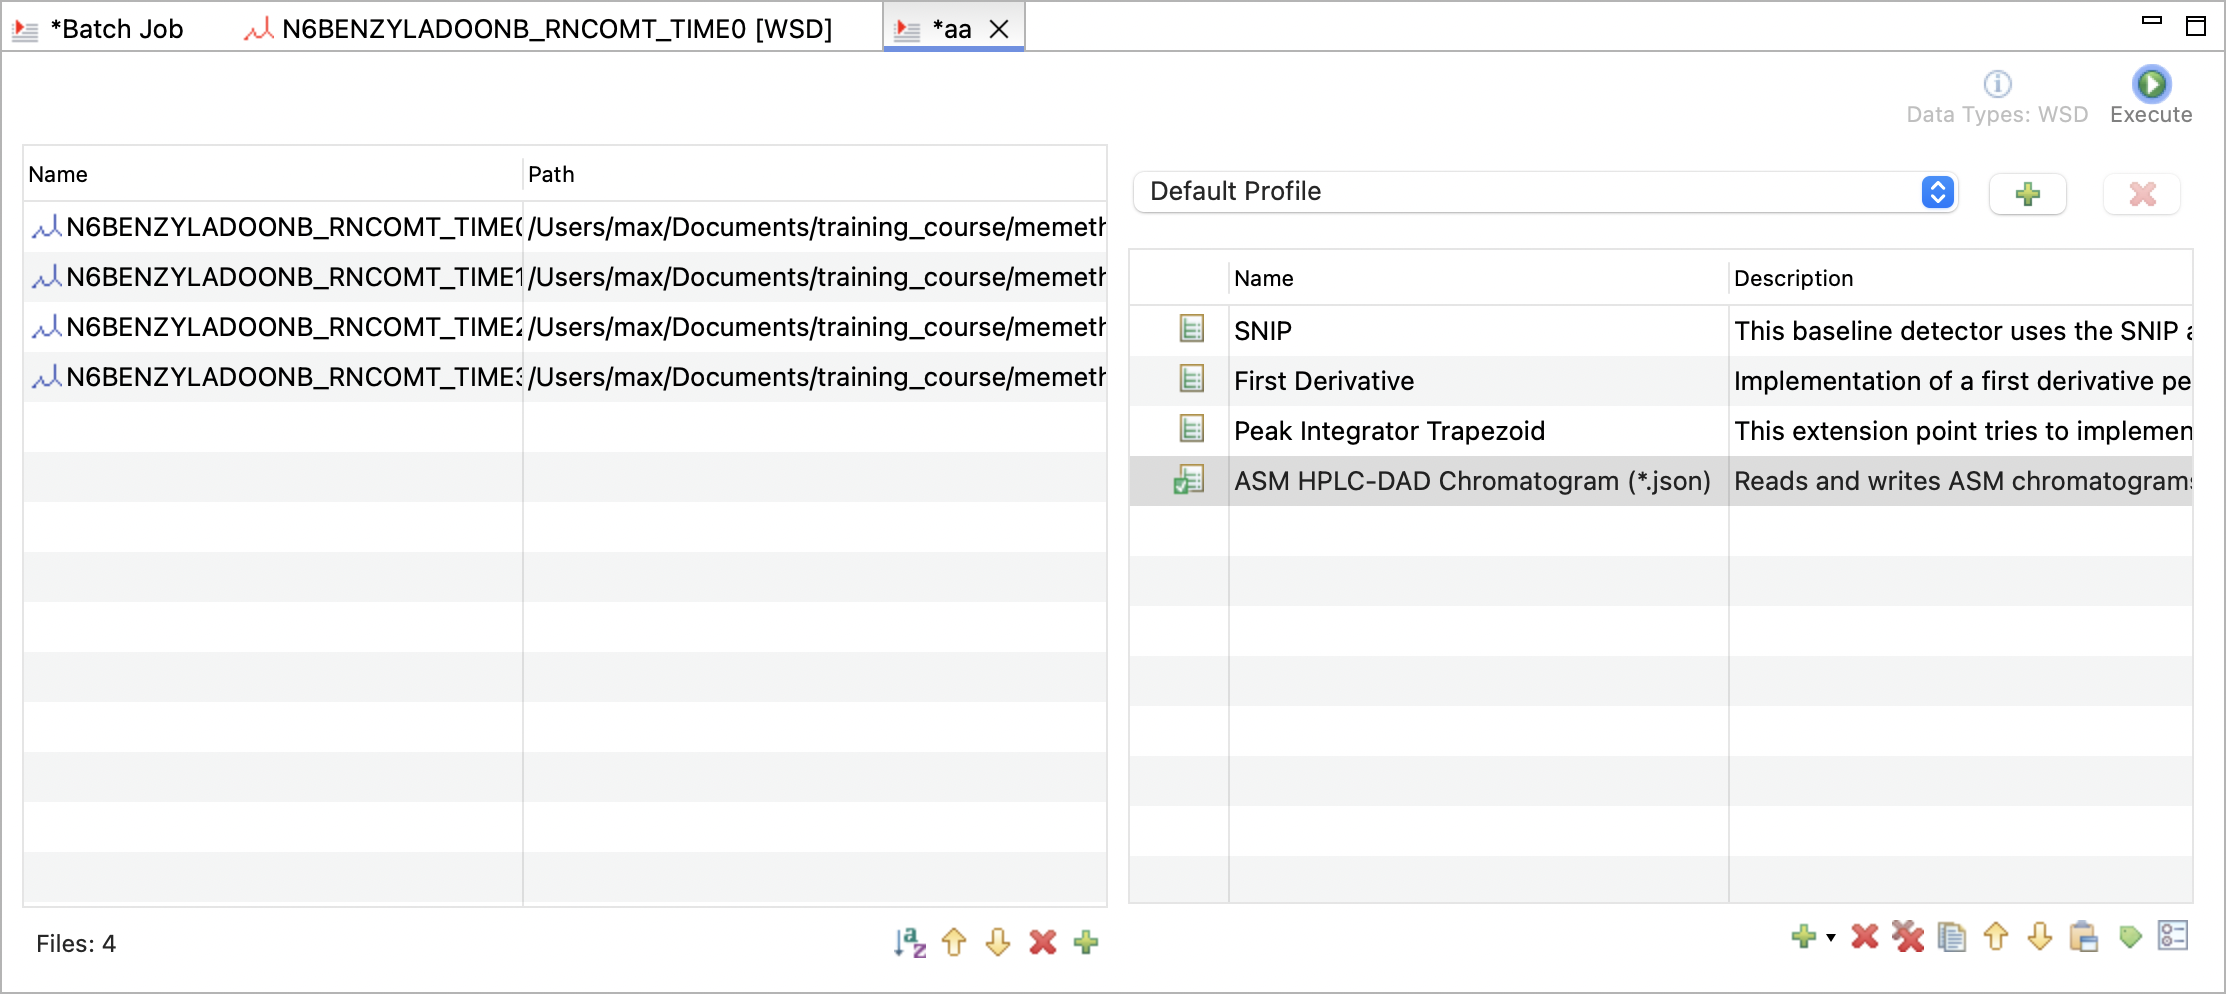 *Batch Job N6BENZYLADOONB_RNCOMT_TIME0 [WSD] *aa
Data Types: WSD Execute
Name Path
Default Profile
N6BENZYLADOONB_RNCOMT_TIME0 /Users/max/Documents/training_course/memeth
N6BENZYLADOONB_RNCOMT_TIME1 /Users/max/Documents/training_course/memeth
N6BENZYLADOONB_RNCOMT_TIME2 /Users/max/Documents/training_course/memeth
N6BENZYLADOONB_RNCOMT_TIME3 /Users/max/Documents/training_course/memeth
Files: 4
Name Description
SNIP This baseline detector uses the SNIP a
First Derivative Implementation of a first derivative pe
Peak Integrator Trapezoid This extension point tries to implemen
ASM HPLC-DAD Chromatogram (*.json) Reads and writes ASM chromatograms